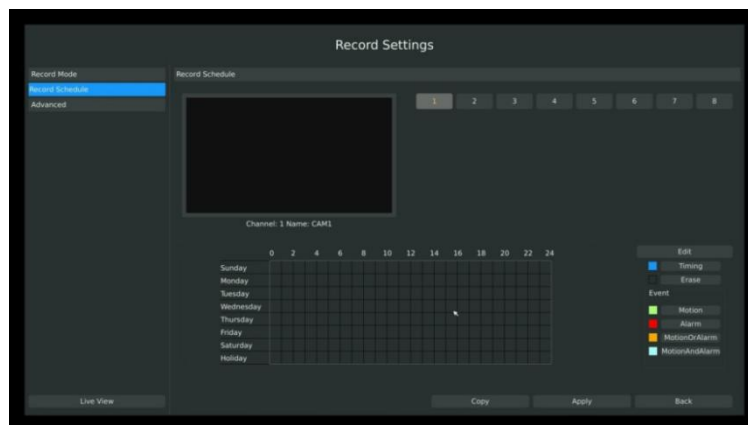 Record Settings
Record Mode
Record Schedule
Record Schedule
Advanced
1 2 3 4 5 6 7 8
Channel: 1 Name: CAM1
0 2 4 6 8 10 12 14 16 18 20 22 24
Sunday
Monday
Tuesday
Wednesday
Thursday
Friday
Saturday
Holiday
Edit
Timing
Erase
Event
Motion
Alarm
MotionOrAlarm
MotionAndAlarm
Live View
Copy
Apply
Back